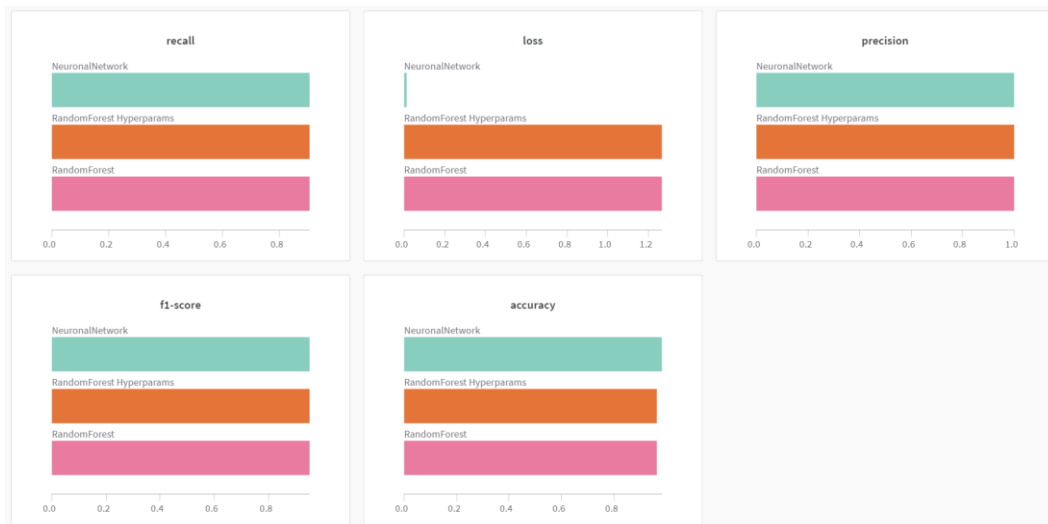 recall
NeuronalNetwork
RandomForest Hyperparams
RandomForest
0.0 0.2 0.4 0.6 0.8
loss
NeuronalNetwork
RandomForest Hyperparams
RandomForest
0.0 0.2 0.4 0.6 0.8 1.0 1.2
precision
NeuronalNetwork
RandomForest Hyperparams
RandomForest
0.0 0.2 0.4 0.6 0.8 1.0
f1-score
NeuronalNetwork
RandomForest Hyperparams
RandomForest
0.0 0.2 0.4 0.6 0.8
accuracy
NeuronalNetwork
RandomForest Hyperparams
RandomForest
0.0 0.2 0.4 0.6 0.8